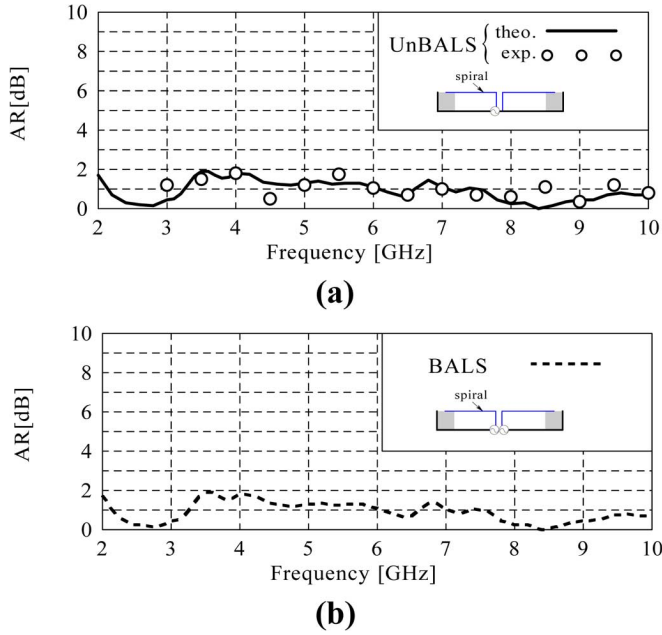 10
8
6
4
2
0
AR[dB]
UnBALS { theo.
exp.
spiral
2 3 4 5 6 7 8 9 10
Frequency [GHz]
(a)
10
8
6
4
2
0
AR[dB]
BALS
spiral
2 3 4 5 6 7 8 9 10
Frequency [GHz]
(b)